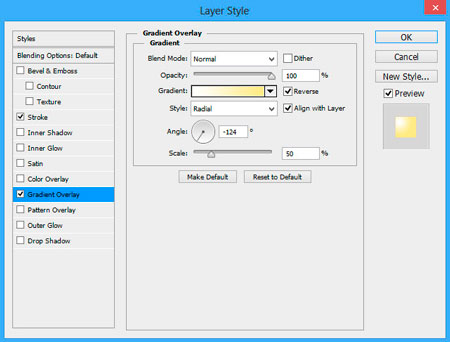 Layer Style
Styles
Blending Options: Default
Bevel & Emboss
Contour
Texture
Stroke
Inner Shadow
Inner Glow
Satin
Color Overlay
Gradient Overlay
Pattern Overlay
Outer Glow
Drop Shadow
Gradient Overlay
Gradient
Blend Mode: Normal Dither
Opacity: 100 %
Gradient: Reverse
Style: Radial Align with Layer
Angle: -124 °
Scale: 50 %
Make Default Reset to Default
OK
Cancel
New Style...
Preview